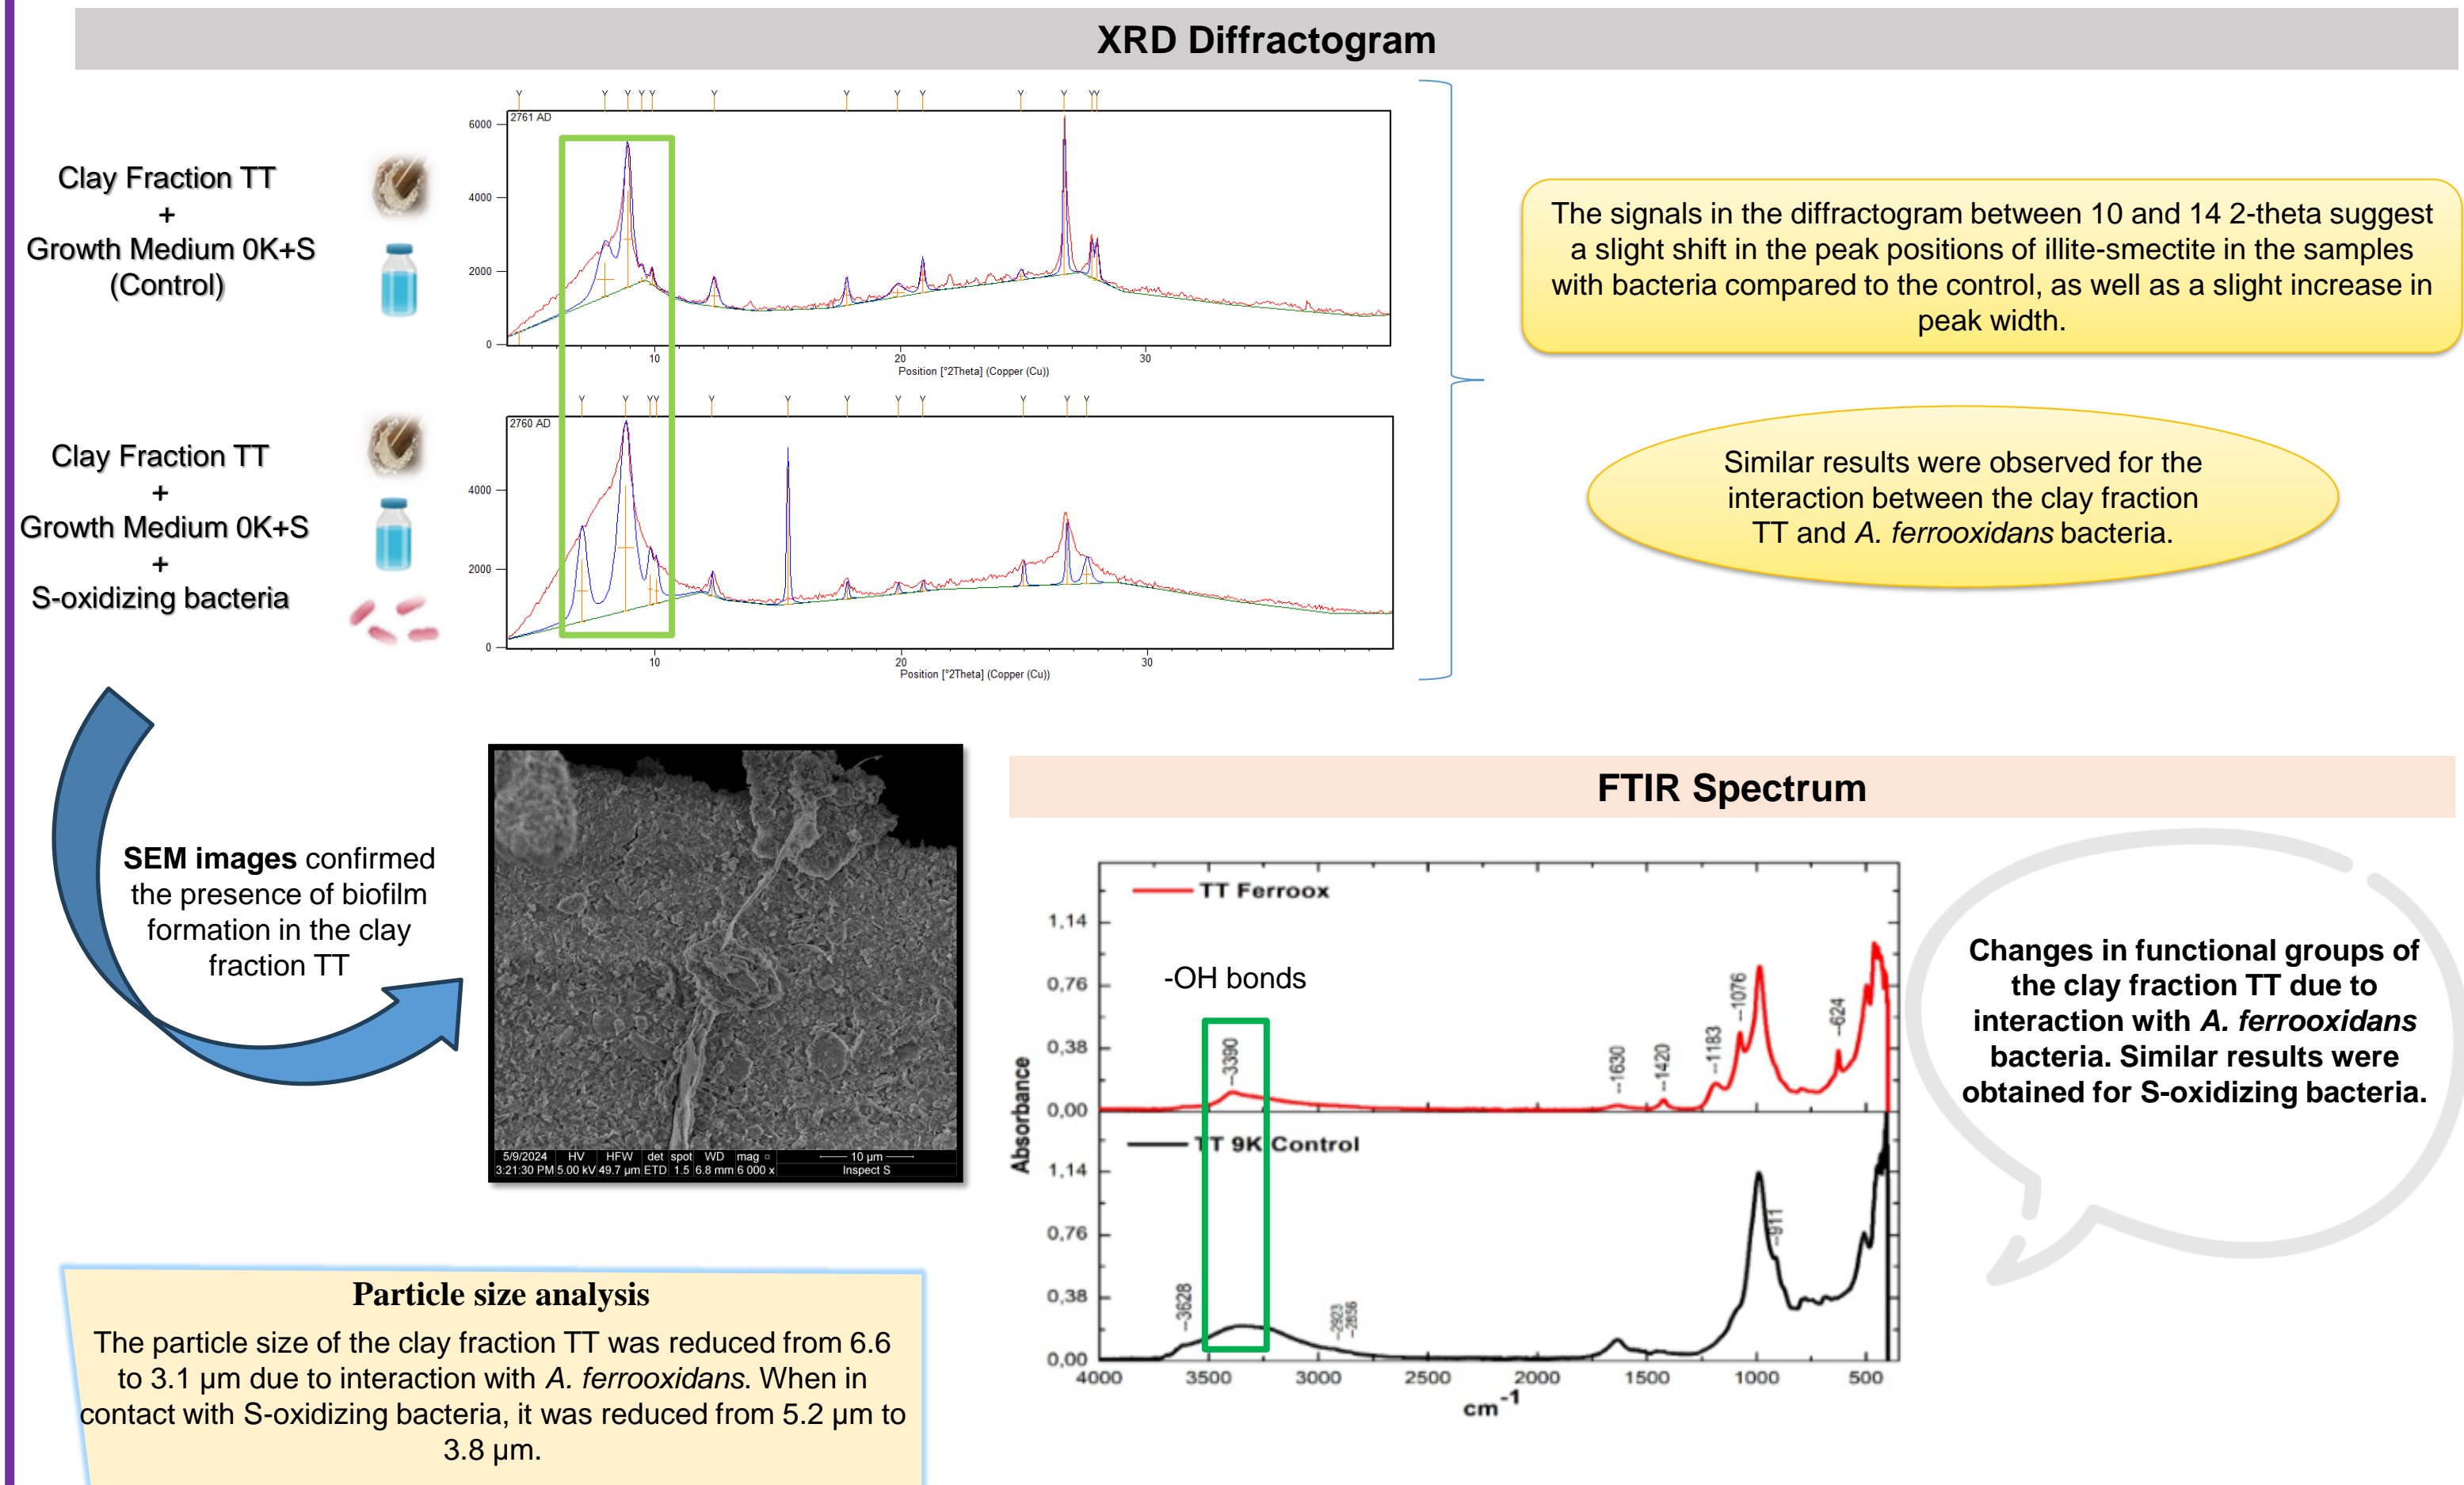 XRD Diffractogram
Clay Fraction TT
+
Growth Medium 0K+S
(Control)
2761 AD
6000
4000
2000
0
10
20
30
Position [°2Theta] (Copper (Cu))
The signals in the diffractogram between 10 and 14 2-theta suggest
a slight shift in the peak positions of illite-smectite in the samples
with bacteria compared to the control, as well as a slight increase in
peak width.
Clay Fraction TT
+
Growth Medium 0K+S
+
S-oxidizing bacteria
2760 AD
4000
2000
0
10
20
30
Position [°2Theta] (Copper (Cu))
Similar results were observed for the
interaction between the clay fraction
TT and A. ferrooxidans bacteria.
SEM images confirmed
the presence of biofilm
formation in the clay
fraction TT
5/9/2024 HV HFW det spot WD mag □ 10 µm
3:21:30 PM 5.00 kV 49.7 µm ETD 1.5 6.8 mm 6 000 x Inspect S
FTIR Spectrum
TT Ferroox
-OH bonds
1,14
0,76
0,38
0,00
--3390
--1630
--1420
--1183
--1076
--624
TT 9K Control
1,14
0,76
0,38
0,00
--3628
--2923
--2856
--911
Absorbance
4000 3500 3000 2500 2000 1500 1000 500
cm-1
Changes in functional groups of
the clay fraction TT due to
interaction with A. ferrooxidans
bacteria. Similar results were
obtained for S-oxidizing bacteria.
Particle size analysis
The particle size of the clay fraction TT was reduced from 6.6
to 3.1 µm due to interaction with A. ferrooxidans. When in
contact with S-oxidizing bacteria, it was reduced from 5.2 µm to
3.8 µm.